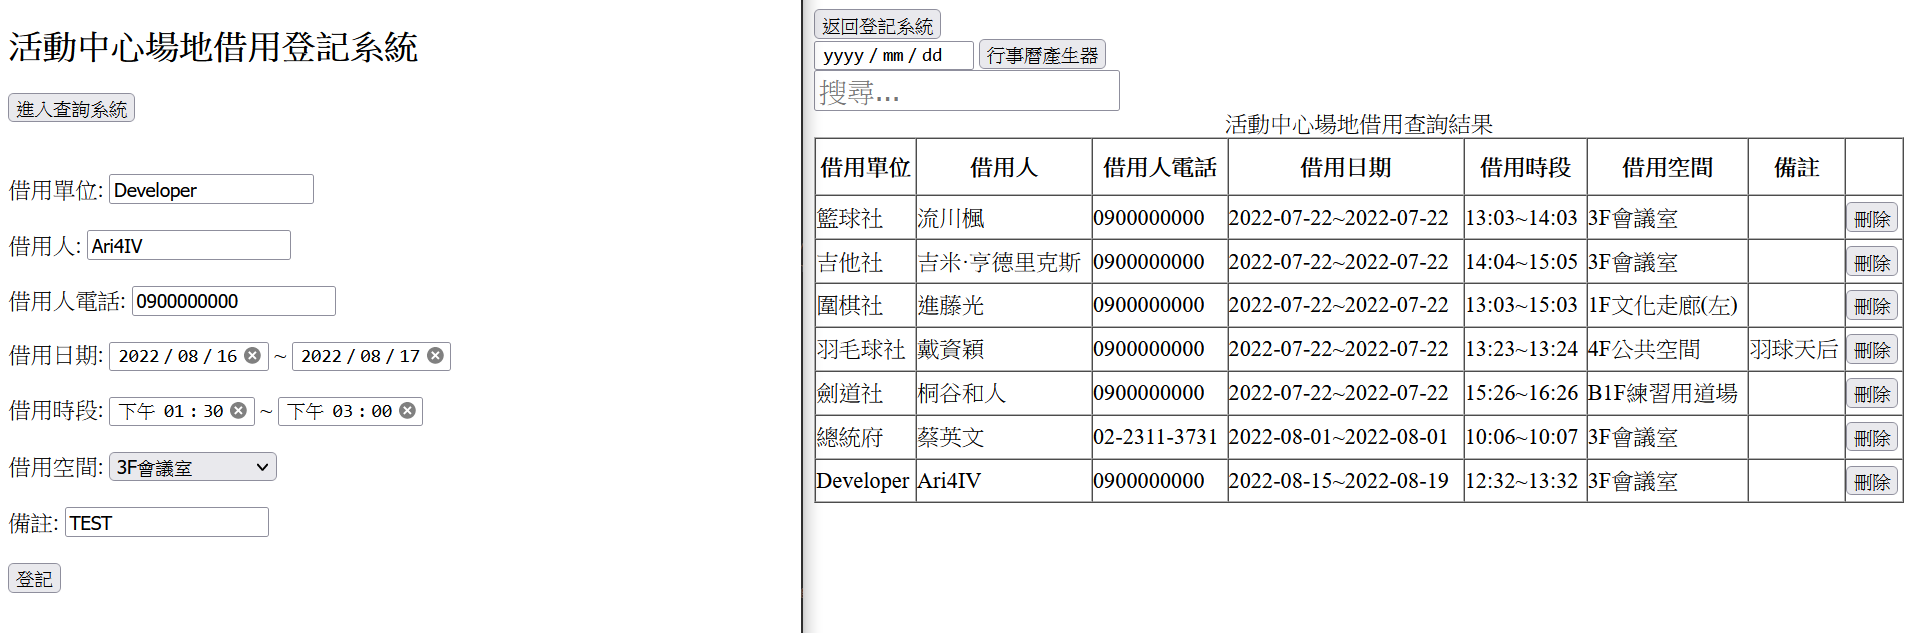 活動中心場地借用登記系統
進入查詢系統
借用單位: Developer
借用人: Ari4IV
借用人電話: 0900000000
借用日期: 2022/08/16 ~ 2022/08/17
借用時段: 下午 01:30 ~ 下午 03:00
借用空間: 3F會議室
備註: TEST
登記
返回登記系統
yyyy/mm/dd 行事曆產生器
搜尋...
活動中心場地借用查詢結果
借用單位 借用人 借用人電話 借用日期 借用時段 借用空間 備註
籃球社 流川楓 0900000000 2022-07-22~2022-07-22 13:03~14:03 3F會議室 刪除
吉他社 吉米·亨德里克斯 0900000000 2022-07-22~2022-07-22 14:04~15:05 3F會議室 刪除
圍棋社 進藤光 0900000000 2022-07-22~2022-07-22 13:03~15:03 1F文化走廊(左) 刪除
羽毛球社 戴資穎 0900000000 2022-07-22~2022-07-22 13:23~13:24 4F公共空間 羽球天后 刪除
劍道社 桐谷和人 0900000000 2022-07-22~2022-07-22 15:26~16:26 B1F練習用道場 刪除
總統府 蔡英文 02-2311-3731 2022-08-01~2022-08-01 10:06~10:07 3F會議室 刪除
Developer Ari4IV 0900000000 2022-08-15~2022-08-19 12:32~13:32 3F會議室 刪除